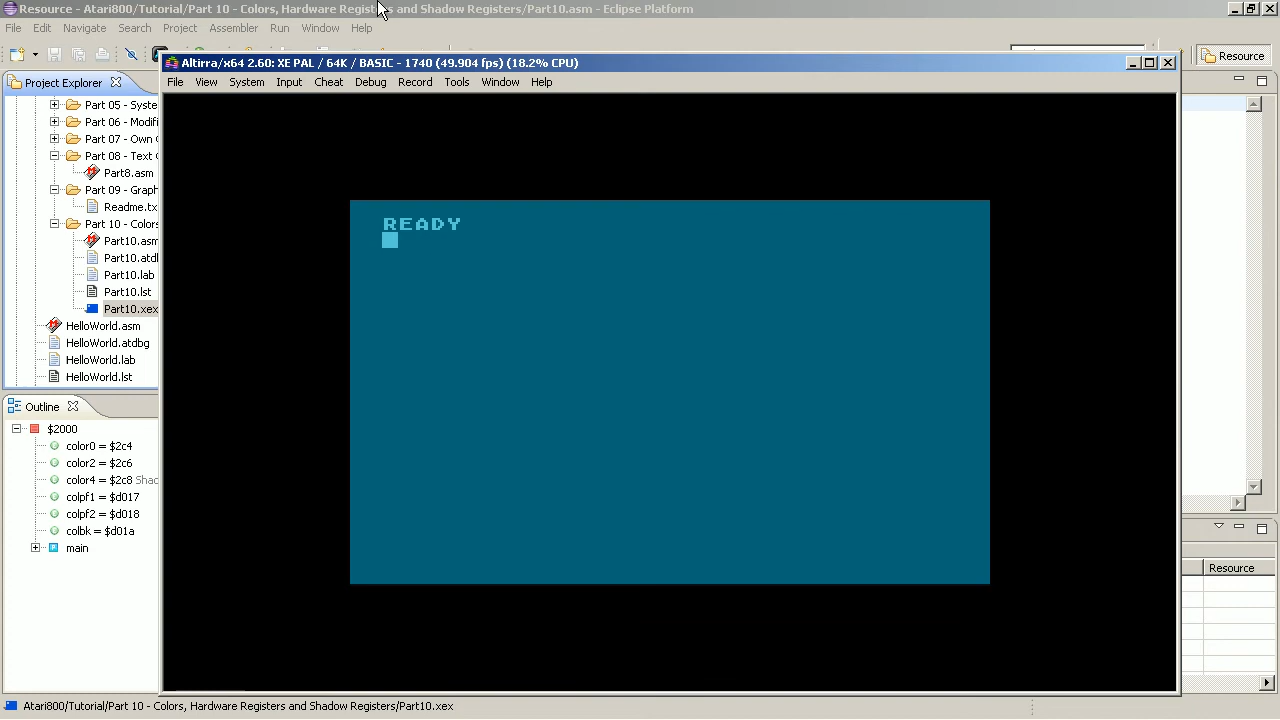 Resource - Atari800/Tutorial/Part 10 - Colors, Hardware Registers and Shadow Registers/Part10.asm - Eclipse Platform
File Edit Navigate Search Project Assembler Run Window Help
Resource
Project Explorer
Altirra/x64 2.60: XE PAL / 64K / BASIC - 1740 (49.904 fps) (18.2% CPU)
File View System Input Cheat Debug Record Tools Window Help
Part 05 - Syste
Part 06 - Modifi
Part 07 - Own
Part 08 - Text
Part8.asm
Part 09 - Graph
Readme.tx
Part 10 - Colors
Part10.asm
Part10.atdl
Part10.lab
Part10.lst
Part10.xex
HelloWorld.asm
HelloWorld.atdbg
HelloWorld.lab
HelloWorld.lst
READY
Outline
$2000
color0 = $2c4
color2 = $2c6
color4 = $2c8 Shad
colpf1 = $d017
colpf2 = $d018
colbk = $d01a
main
Resource
Atari800/Tutorial/Part 10 - Colors, Hardware Registers and Shadow Registers/Part10.xex